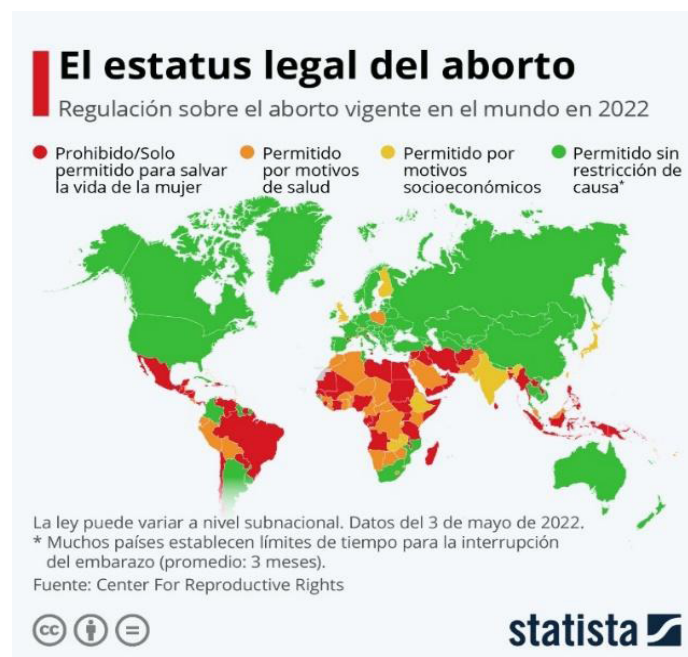 El estatus legal del aborto
Regulación sobre el aborto vigente en el mundo en 2022
Prohibido/Solo permitido para salvar la vida de la mujer
Permitido por motivos de salud
Permitido por motivos socioeconómicos
Permitido sin restricción de causa*
La ley puede variar a nivel subnacional. Datos del 3 de mayo de 2022.
* Muchos países establecen límites de tiempo para la interrupción
del embarazo (promedio: 3 meses).
Fuente: Center For Reproductive Rights
cc
statista